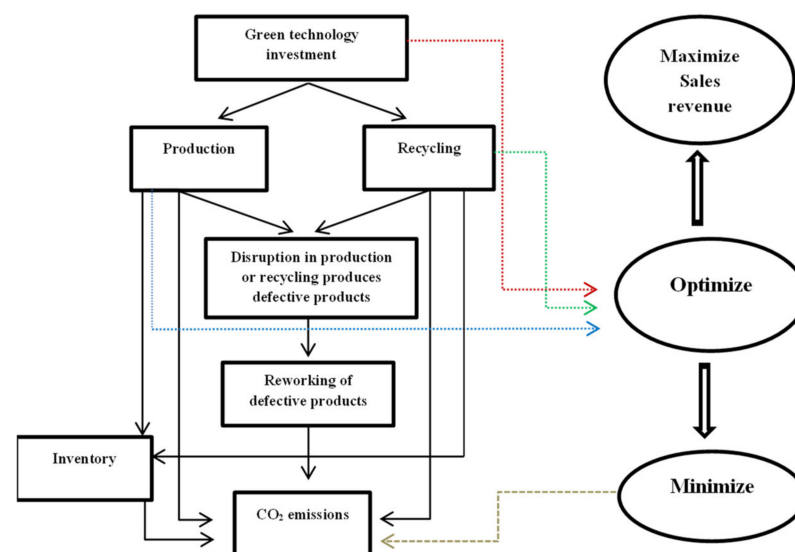 Green technology
investment
Maximize
Sales
revenue
Production
Recycling
Disruption in production
or recycling produces
defective products
Optimize
Reworking of
defective products
Inventory
Minimize
CO₂ emissions